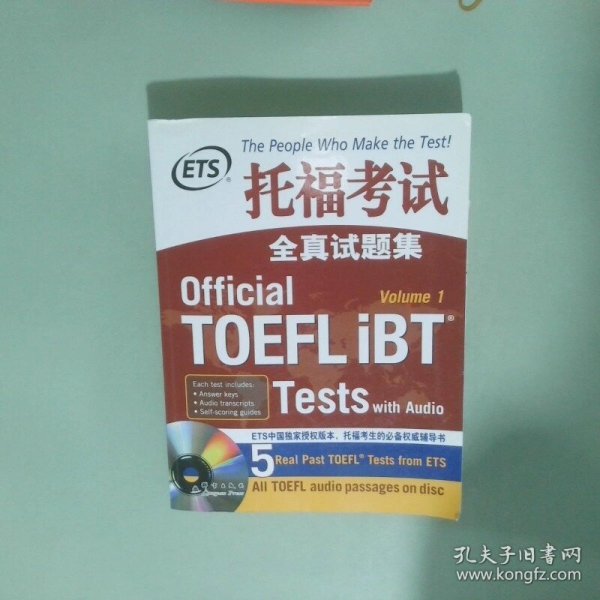 The People Who Make the Test!
ETS®
托福考试
全真试题集
Official
Volume 1
TOEFL iBT®
Each test includes:
• Answer keys
• Audio transcripts
• Self-scoring guides
Tests with Audio
ETS中国独家授权版本，托福考生的必备权威辅导书
5 Real Past TOEFL® Tests from ETS
All TOEFL audio passages on disc
孔夫子旧书网
www.kongfz.com